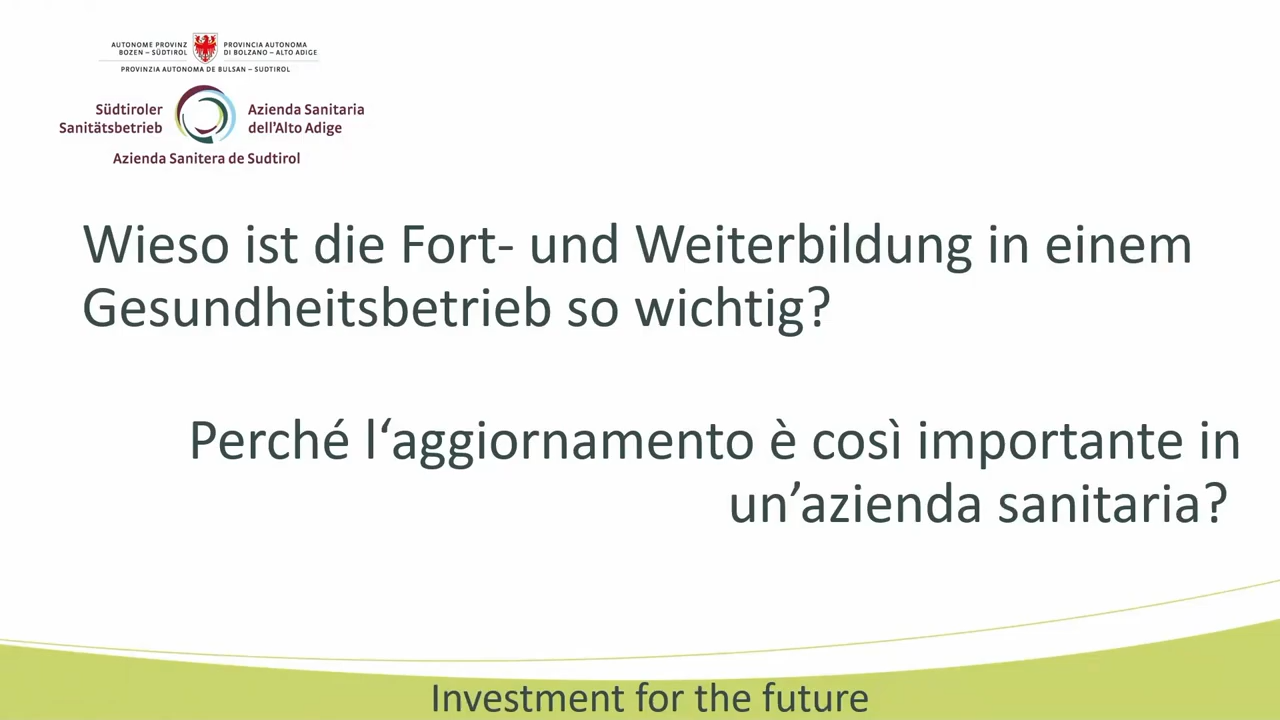 AUTONOME PROVINZ
BOZEN – SÜDTIROL
PROVINCIA AUTONOMA
DI BOLZANO – ALTO ADIGE
PROVINZIA AUTONOMA DE BULSAN – SUDTIROL
Südtiroler
Sanitätsbetrieb
Azienda Sanitaria
dell’Alto Adige
Azienda Sanitera de Sudtirol
Wieso ist die Fort- und Weiterbildung in einem
Gesundheitsbetrieb so wichtig?
Perché l‘aggiornamento è così importante in
un’azienda sanitaria?
Investment for the future